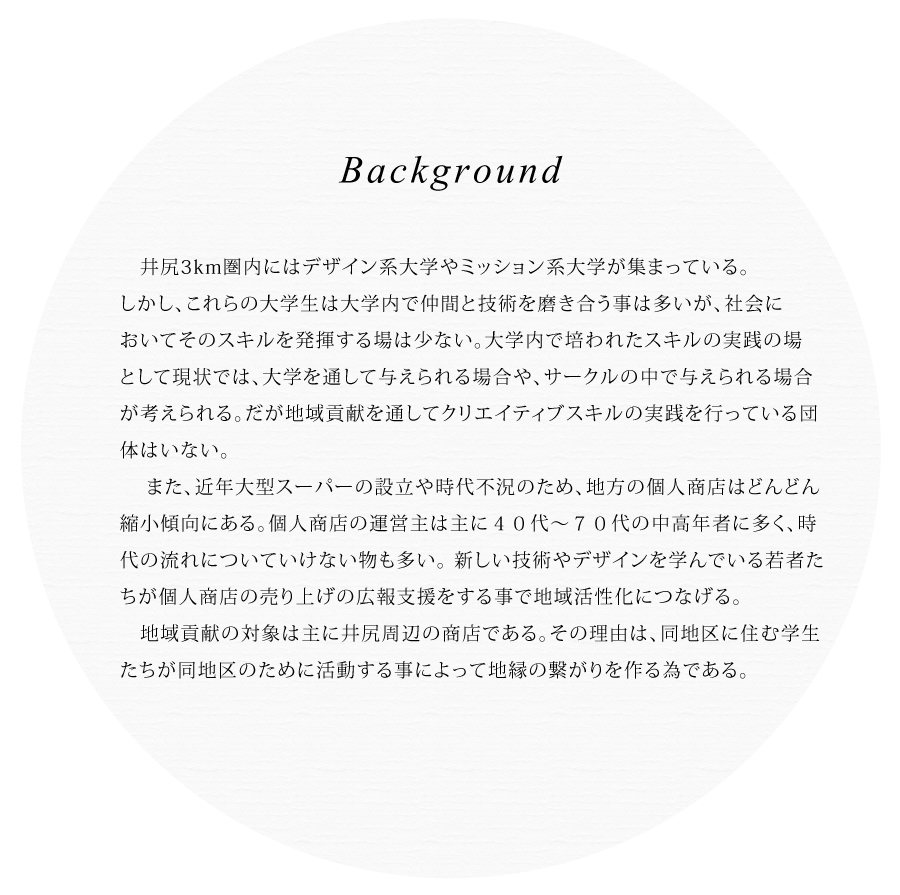 Background
井尻3km圏内にはデザイン系大学やミッション系大学が集まっている。
しかし、これらの大学生は大学内で仲間と技術を磨き合う事は多いが、社会に
おいてそのスキルを発揮する場は少ない。大学内で培われたスキルの実践の場
として現状では、大学を通して与えられる場合や、サークルの中で与えられる場合
が考えられる。だが地域貢献を通してクリエイティブスキルの実践を行っている団
体はいない。
また、近年大型スーパーの設立や時代不況のため、地方の個人商店はどんどん
縮小傾向にある。個人商店の運営主は主に４０代〜７０代の中高年者に多く、時
代の流れについていけない物も多い。 新しい技術やデザインを学んでいる若者た
ちが個人商店の売り上げの広報支援をする事で地域活性化につなげる。
地域貢献の対象は主に井尻周辺の商店である。その理由は、同地区に住む学生
たちが同地区のために活動する事によって地縁の繋がりを作る為である。